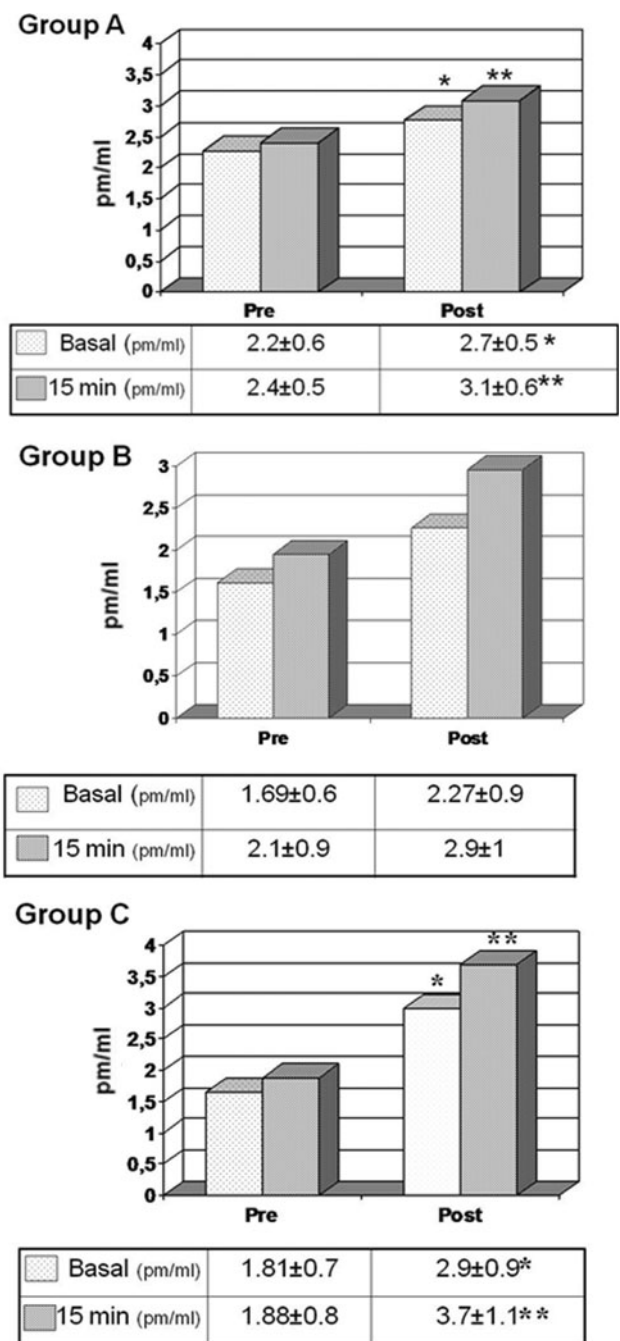 Group A
4
3,5
3
2,5
2
1,5
1
0,5
0
pm/ml
* **
Pre Post
Basal (pm/ml) 2.2±0.6 2.7±0.5 *
15 min (pm/ml) 2.4±0.5 3.1±0.6**
Group B
3
2,5
2
1,5
1
0,5
0
pm/ml
Pre Post
Basal (pm/ml) 1.69±0.6 2.27±0.9
15 min (pm/ml) 2.1±0.9 2.9±1
Group C
4
3,5
3
2,5
2
1,5
1
0,5
0
pm/ml
* **
Pre Post
Basal (pm/ml) 1.81±0.7 2.9±0.9*
15 min (pm/ml) 1.88±0.8 3.7±1.1**